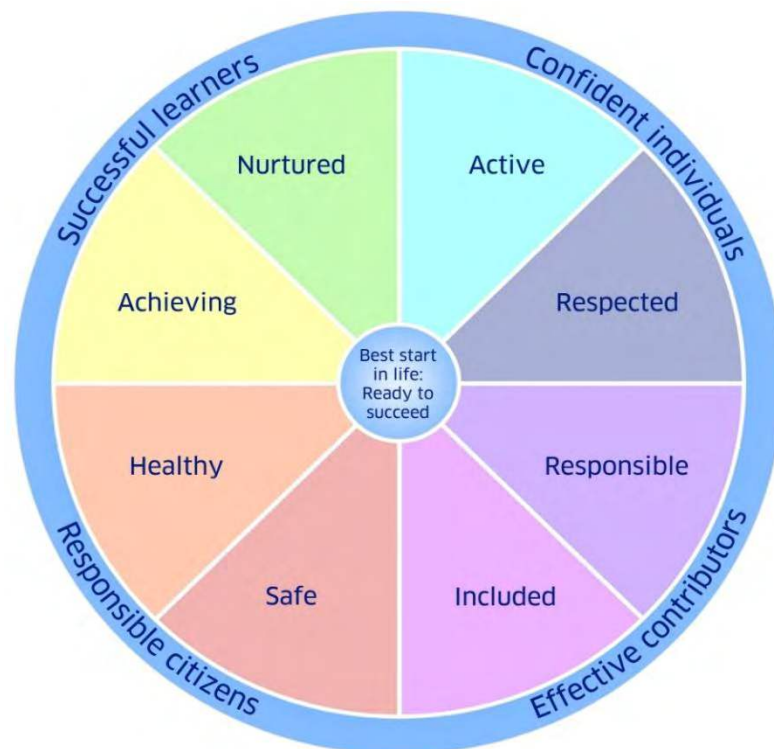 Successful learners
Confident individuals
Nurtured
Active
Achieving
Respected
Best start
in life:
Ready to
succeed
Healthy
Responsible
Safe
Included
Responsible citizens
Effective contributors